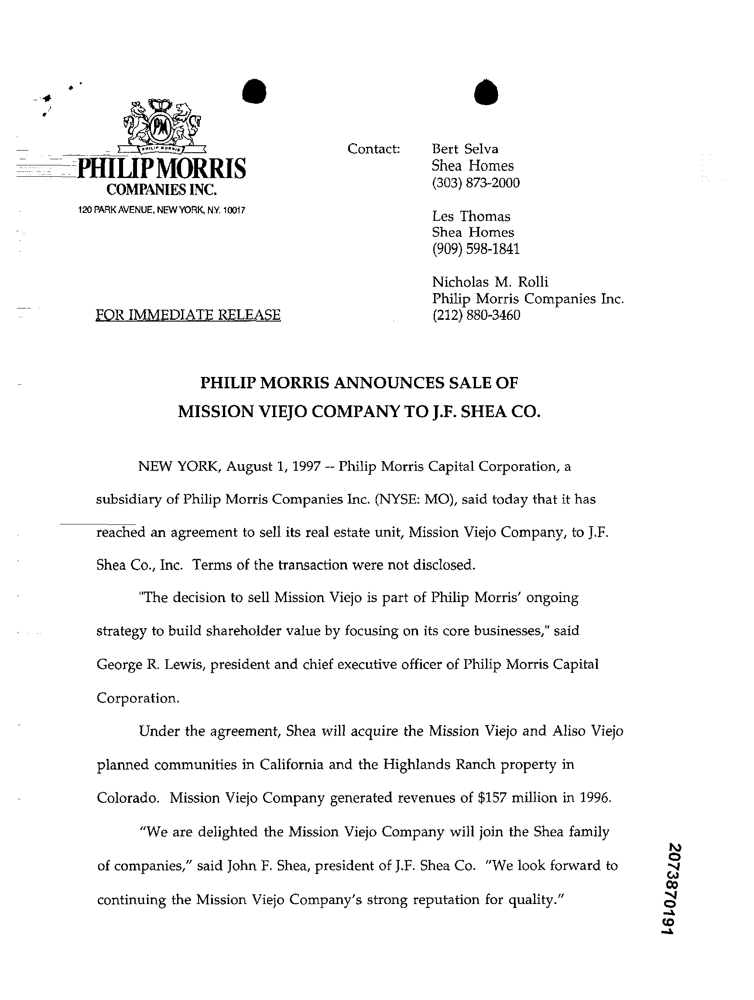 PM
PHILIP MORRIS
PHILIP MORRIS
COMPANIES INC.
120 PARK AVENUE, NEW YORK, N.Y. 10017
Contact: Bert Selva
Shea Homes
(303) 873-2000
Les Thomas
Shea Homes
(909) 598-1841
Nicholas M. Rolli
Philip Morris Companies Inc.
(212) 880-3460
FOR IMMEDIATE RELEASE
PHILIP MORRIS ANNOUNCES SALE OF
MISSION VIEJO COMPANY TO J.F. SHEA CO.
NEW YORK, August 1, 1997 -- Philip Morris Capital Corporation, a
subsidiary of Philip Morris Companies Inc. (NYSE: MO), said today that it has
reached an agreement to sell its real estate unit, Mission Viejo Company, to J.F.
Shea Co., Inc. Terms of the transaction were not disclosed.
"The decision to sell Mission Viejo is part of Philip Morris' ongoing
strategy to build shareholder value by focusing on its core businesses," said
George R. Lewis, president and chief executive officer of Philip Morris Capital
Corporation.
Under the agreement, Shea will acquire the Mission Viejo and Aliso Viejo
planned communities in California and the Highlands Ranch property in
Colorado. Mission Viejo Company generated revenues of $157 million in 1996.
"We are delighted the Mission Viejo Company will join the Shea family
of companies," said John F. Shea, president of J.F. Shea Co. "We look forward to
continuing the Mission Viejo Company's strong reputation for quality."
2073870191